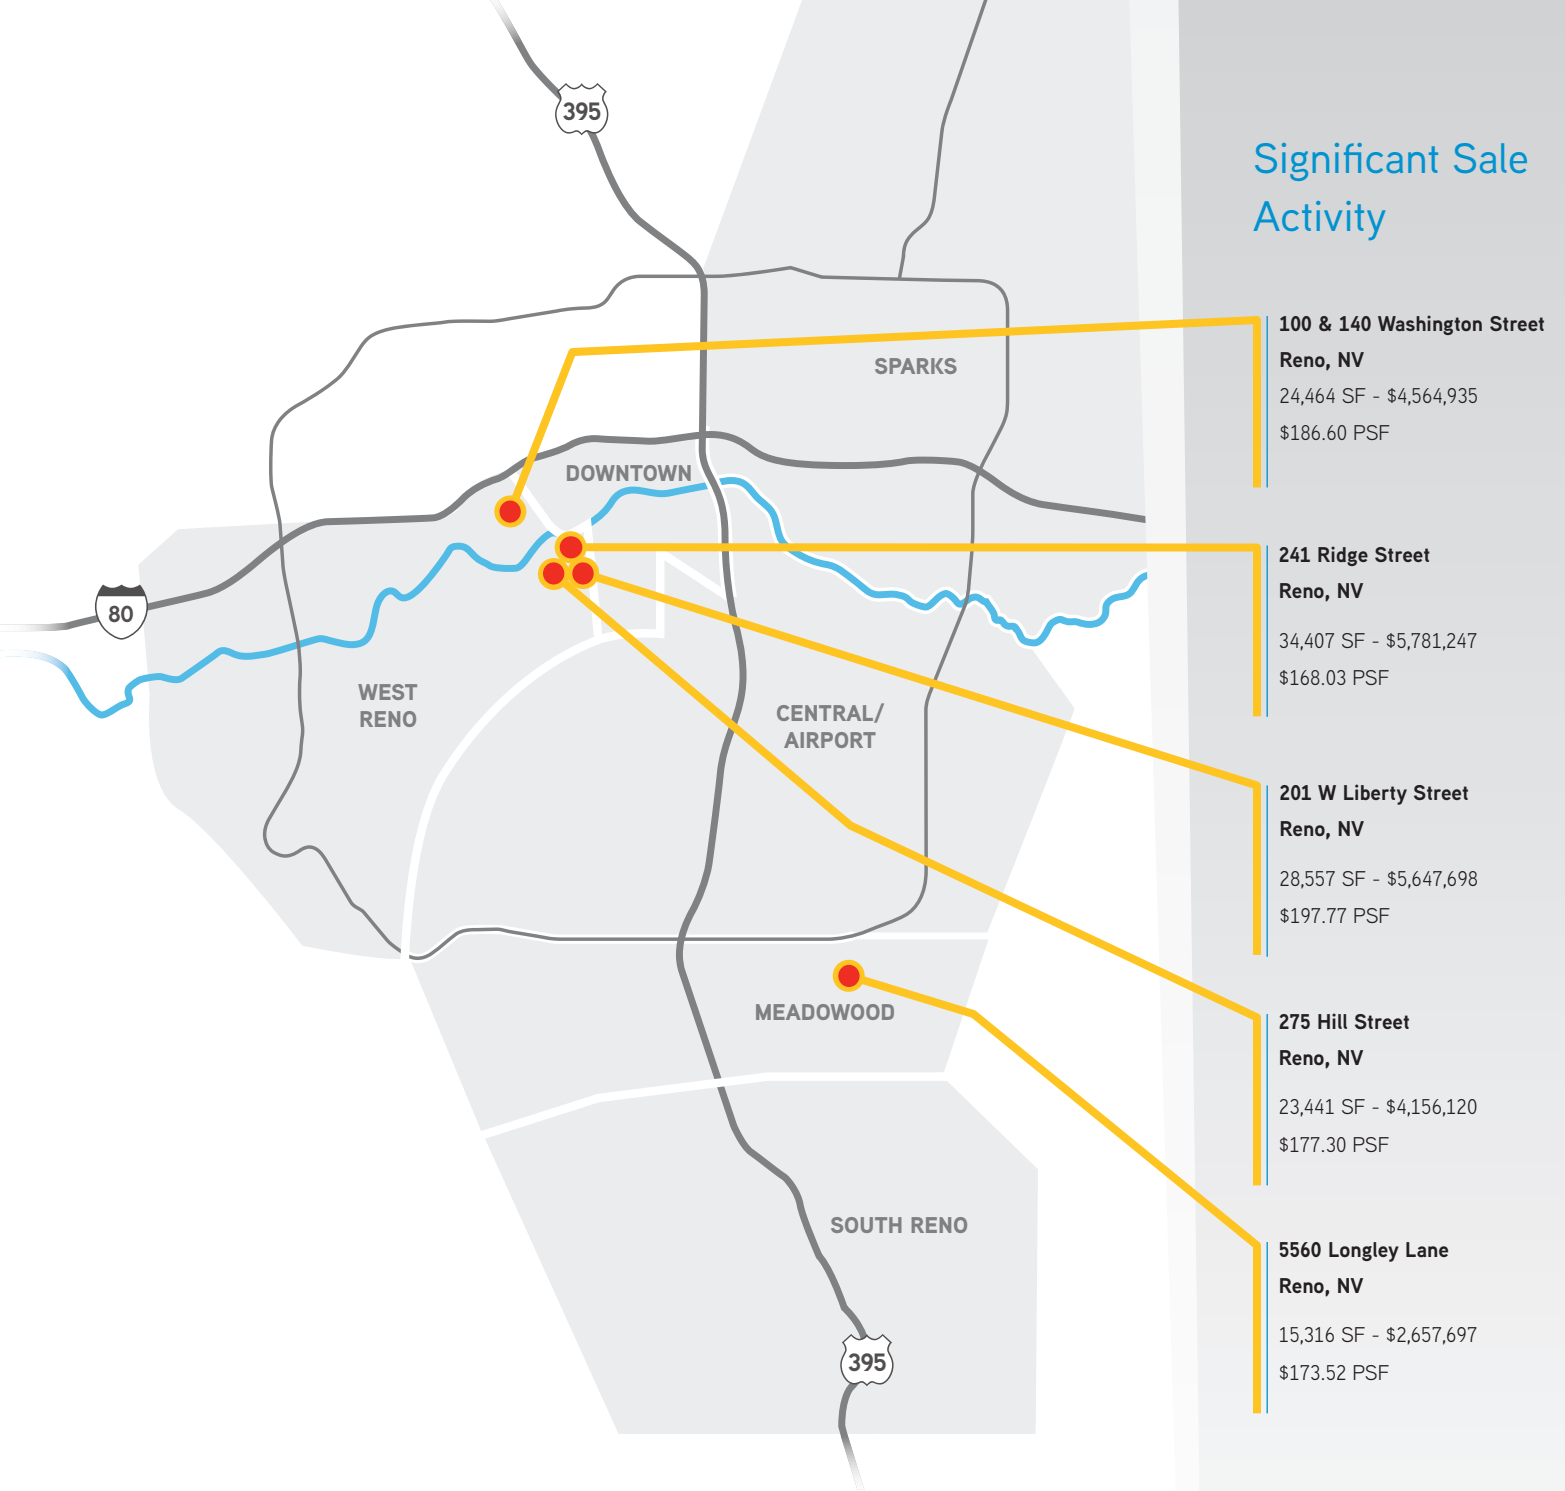 395
Significant Sale
Activity
100 & 140 Washington Street
Reno, NV
24,464 SF - $4,564,935
$186.60 PSF
SPARKS
DOWNTOWN
241 Ridge Street
Reno, NV
34,407 SF - $5,781,247
$168.03 PSF
80
WEST
RENO
CENTRAL/
AIRPORT
201 W Liberty Street
Reno, NV
28,557 SF - $5,647,698
$197.77 PSF
MEADOWOOD
275 Hill Street
Reno, NV
23,441 SF - $4,156,120
$177.30 PSF
SOUTH RENO
5560 Longley Lane
Reno, NV
15,316 SF - $2,657,697
$173.52 PSF
395